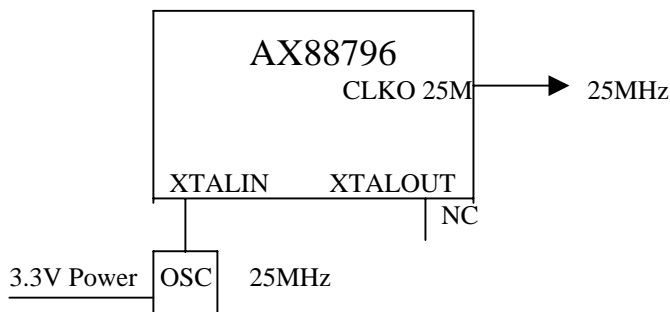 AX88796
CLKO 25M
25MHz
XTALIN XTALOUT
NC
3.3V Power OSC 25MHz